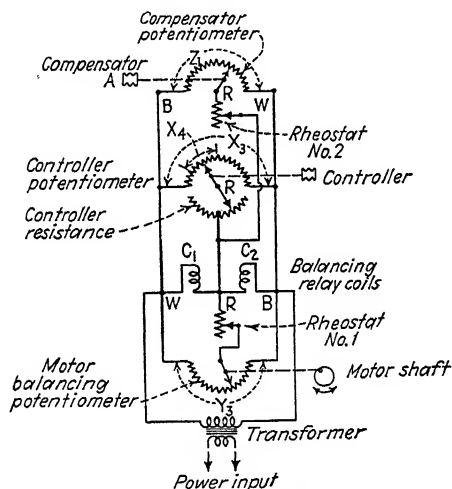 Compensator
potentiometer
Compensator
A
Z1
B
R
W
X4
X3
Rheostat
No.2
Controller
potentiometer
R
Controller
Controller
resistance
C1
C2
Balancing
relay coils
W
R
B
Rheostat
No.1
Motor
balancing
potentiometer
Motor shaft
Y3
Transformer
Power input